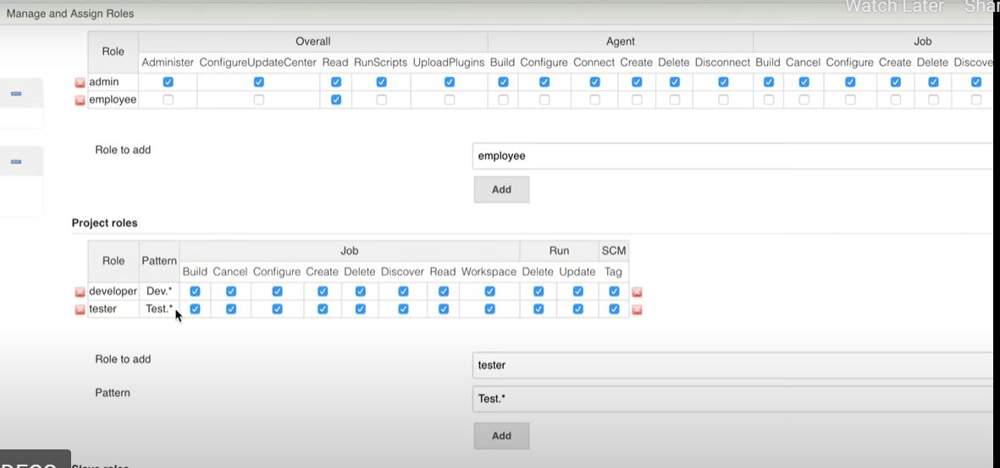 Watch Later Shar
Manage and Assign Roles
Role Overall Agent Job
Administer ConfigureUpdateCenter Read RunScripts UploadPlugins Build Configure Connect Create Delete Disconnect Build Cancel Configure Create Delete Discove
admin
employee
Role to add employee
Add
Project roles
Role Pattern Job Run SCM
Build Cancel Configure Create Delete Discover Read Workspace Delete Update Tag
developer Dev.*
tester Test.*
Role to add tester
Pattern Test.*
Add
Slave roles